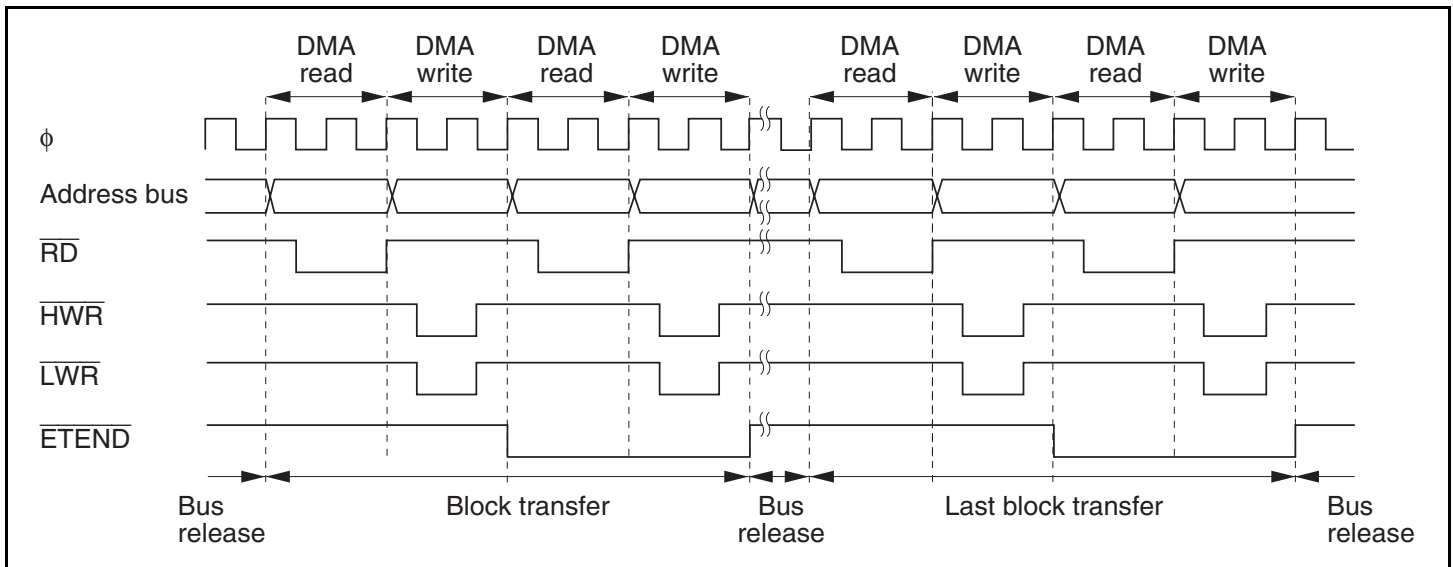 DMA read DMA write DMA read DMA write DMA read DMA write DMA read DMA write
ϕ
Address bus
RD
HWR
LWR
ETEND
Bus release Block transfer Bus release Last block transfer Bus release